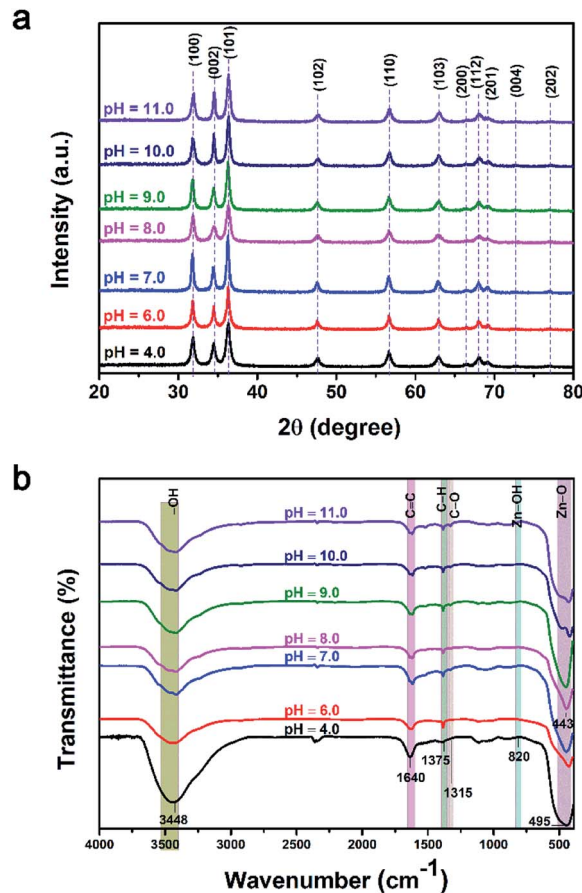 a
(100)
(002)
(101)
(102)
(110)
(103)
(200)
(112)
(201)
(004)
(202)
pH = 11.0
pH = 10.0
pH = 9.0
pH = 8.0
pH = 7.0
pH = 6.0
pH = 4.0
Intensity (a.u.)
20 30 40 50 60 70 80
2θ (degree)
b
–OH
C=C
C–H
C–O
Zn–OH
Zn–O
pH = 11.0
pH = 10.0
pH = 9.0
pH = 8.0
pH = 7.0
pH = 6.0
pH = 4.0
443
3448
1640
1375
1315
820
495
Transmittance (%)
4000 3500 3000 2500 2000 1500 1000 500
Wavenumber (cm⁻¹)